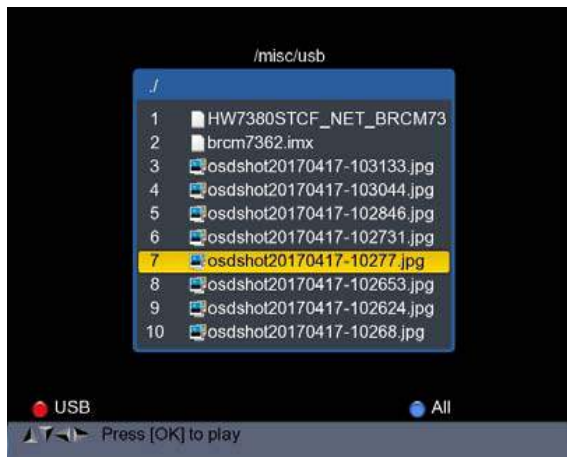 /misc/usb
./
1 HW7380STCF_NET_BRCM73
2 brcm7362.imx
3 osdshot20170417-103133.jpg
4 osdshot20170417-103044.jpg
5 osdshot20170417-102846.jpg
6 osdshot20170417-102731.jpg
7 osdshot20170417-10277.jpg
8 osdshot20170417-102653.jpg
9 osdshot20170417-102624.jpg
10 osdshot20170417-10268.jpg
USB All
Press [OK] to play